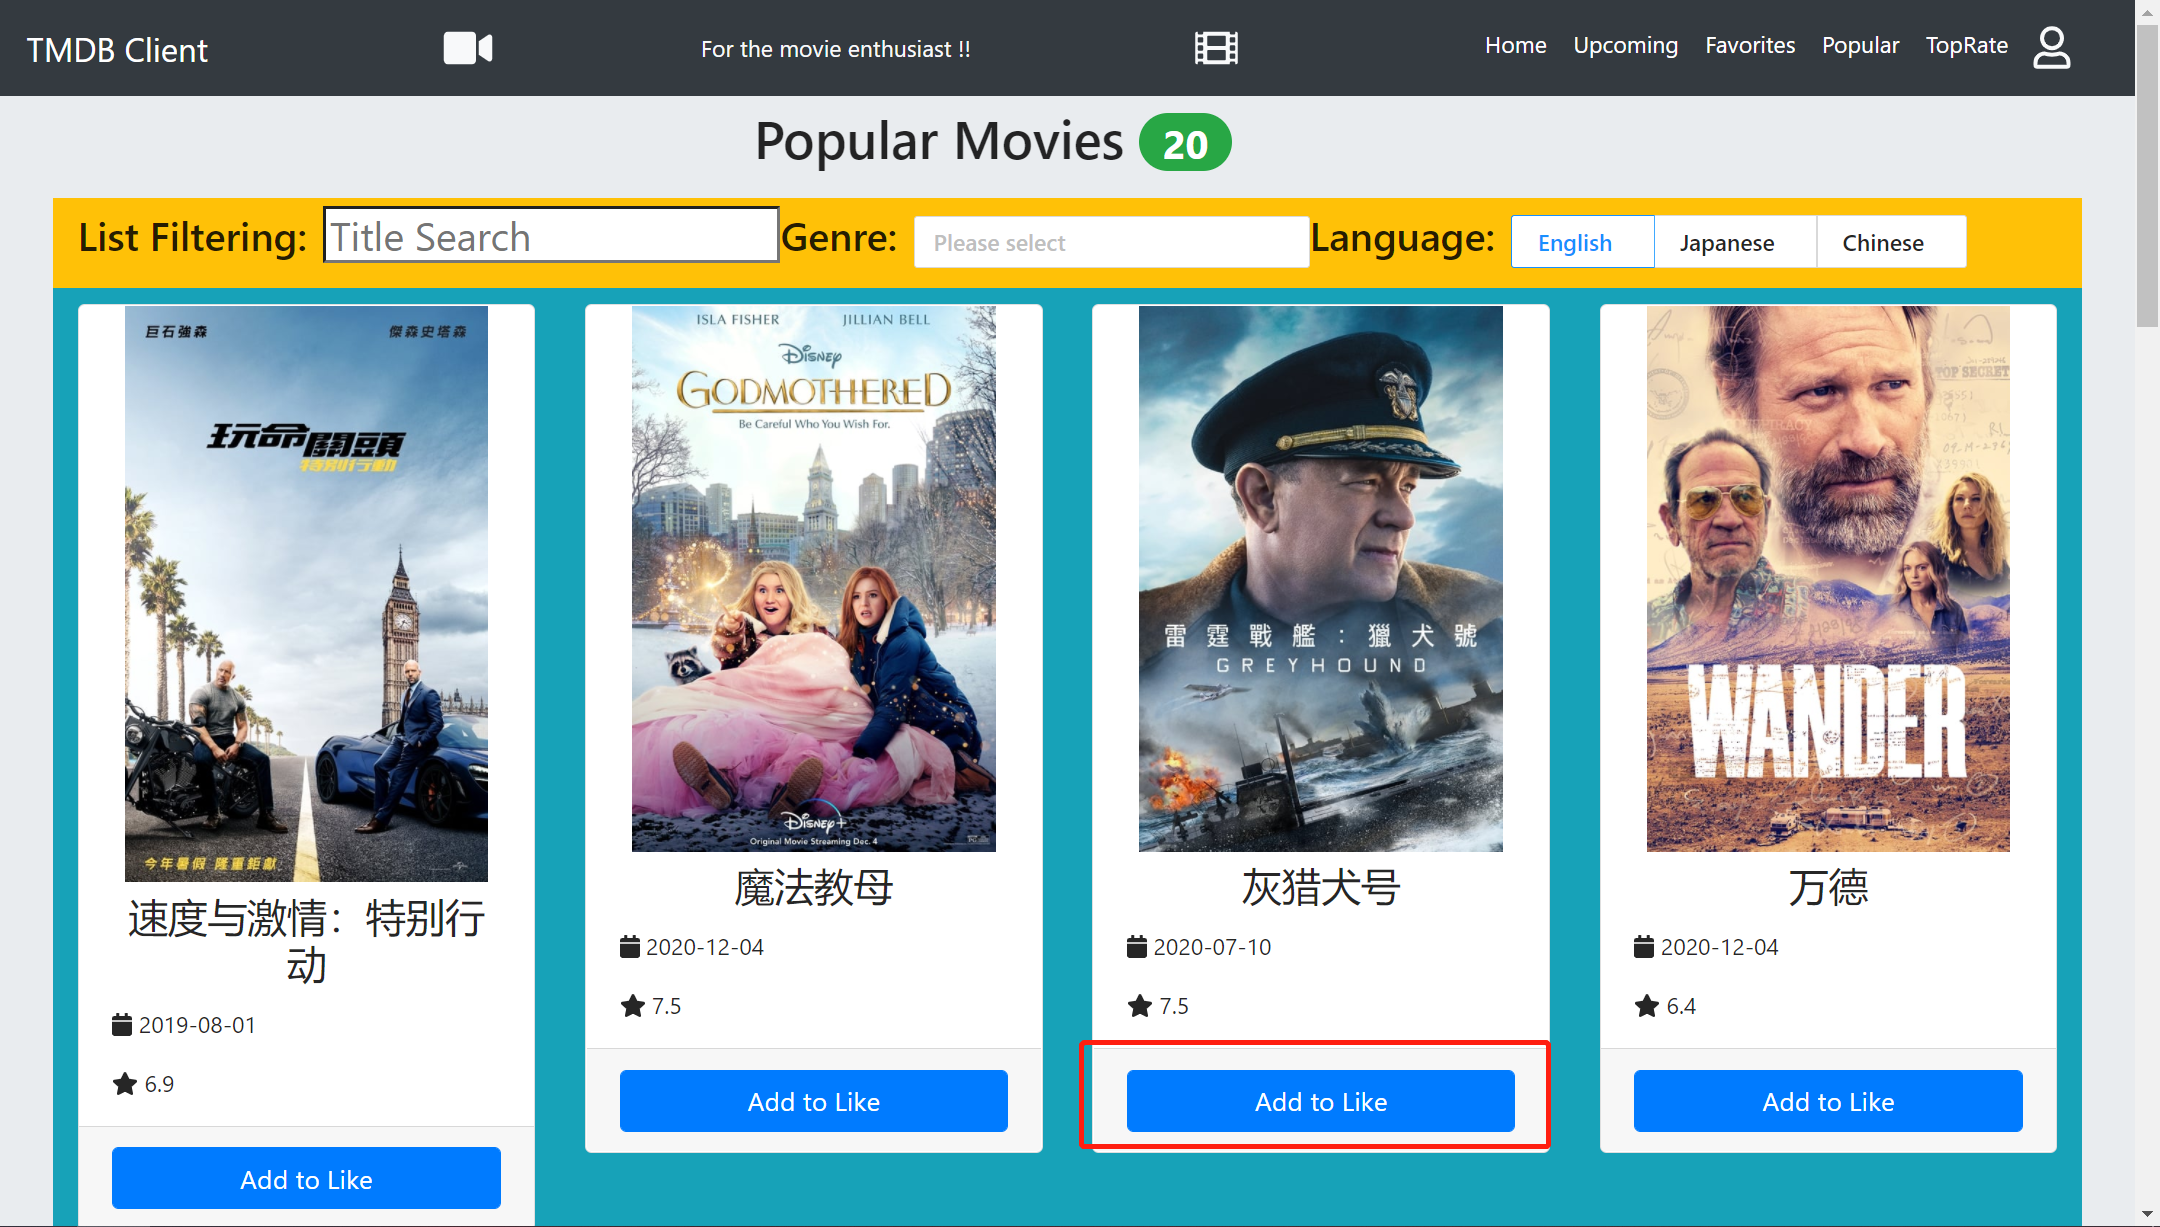 TMDB Client
For the movie enthusiast !!
Home Upcoming Favorites Popular TopRate
Popular Movies 20
List Filtering: Title Search Genre: Please select Language: English Japanese Chinese
巨石強森 傑森史塔森
玩命關頭
特別行動
今年暑假 隆重鉅獻
速度与激情：特别行
动
2019-08-01
6.9
Add to Like
ISLA FISHER JILLIAN BELL
Disney
GODMOTHERED
Be Careful Who You Wish For.
Disney+
Original Movie Streaming Dec. 4
魔法教母
2020-12-04
7.5
Add to Like
雷霆戰艦：獵犬號
GREYHOUND
灰猎犬号
2020-07-10
7.5
Add to Like
TOP SECRET
WANDER
万德
2020-12-04
6.4
Add to Like